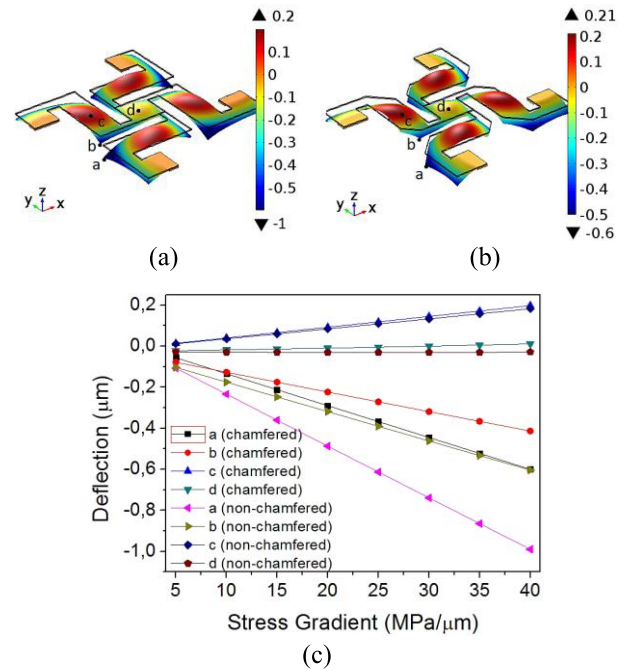 ▲ 0.2
0.1
0
-0.1
-0.2
-0.3
-0.4
-0.5
▼ -1
d
c
b
a
z
y x
(a)
▲ 0.21
0.2
0.1
0
-0.1
-0.2
-0.3
-0.4
-0.5
▼ -0.6
d
c
b
a
z
y x
(b)
0,2
0,0
-0,2
-0,4
-0,6
-0,8
-1,0
Deflection (μm)
a (chamfered)
b (chamfered)
c (chamfered)
d (chamfered)
a (non-chamfered)
b (non-chamfered)
c (non-chamfered)
d (non-chamfered)
5 10 15 20 25 30 35 40
Stress Gradient (MPa/μm)
(c)